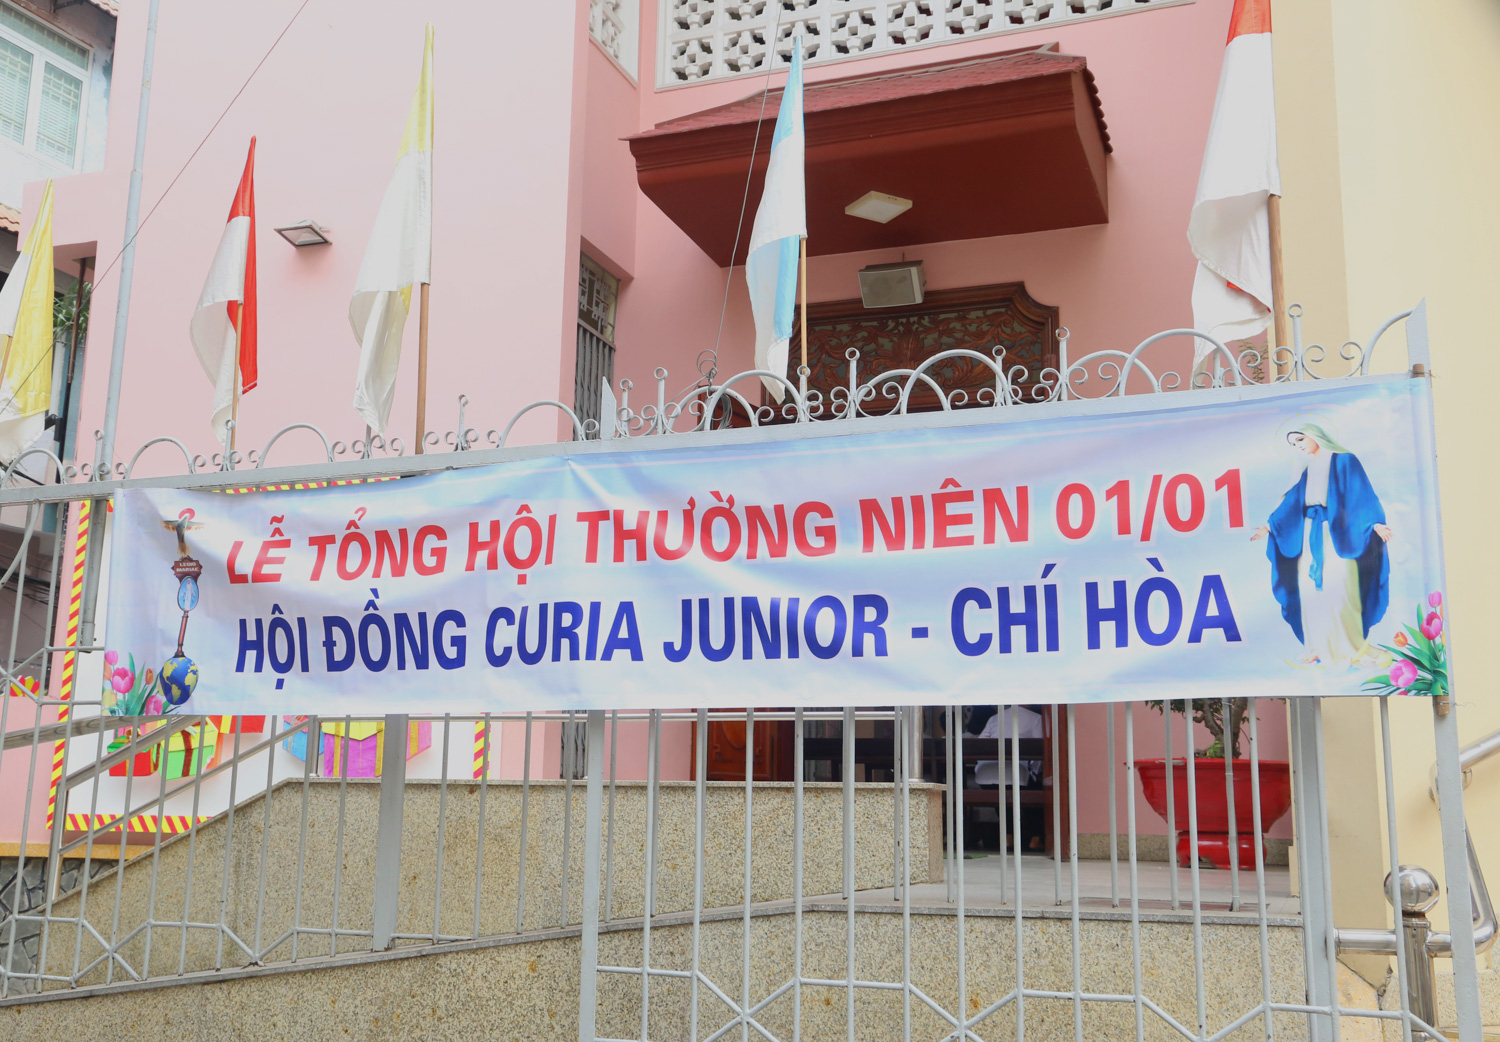 LỄ TỔNG HỘI THƯỜNG NIÊN 01/01
HỘI ĐỒNG CURIA JUNIOR - CHÍ HÒA